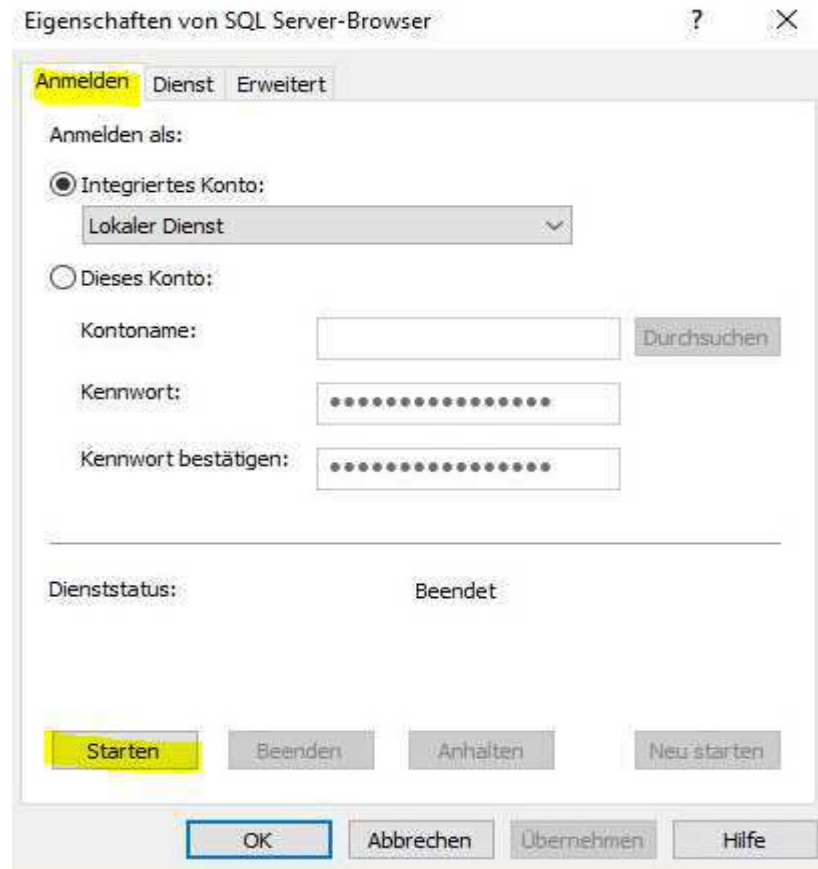 Eigenschaften von SQL Server-Browser ?
Anmelden Dienst Erweitert
Anmelden als:
Integriertes Konto:
Lokaler Dienst
Dieses Konto:
Kontoname: Durchsuchen
Kennwort: ●●●●●●●●●●●●●●●●
Kennwort bestätigen: ●●●●●●●●●●●●●●●●
Dienststatus: Beendet
Starten Beenden Anhalten Neu starten
OK Abbrechen Übernehmen Hilfe